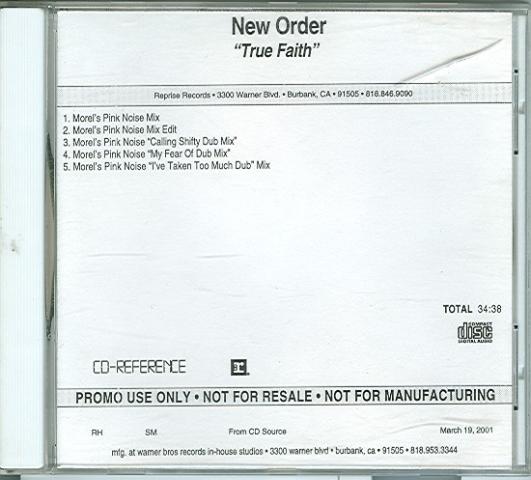 New Order
"True Faith"
Reprise Records • 3300 Warner Blvd. • Burbank, CA • 91505 • 818.846.9090
1. Morel's Pink Noise Mix
2. Morel's Pink Noise Mix Edit
3. Morel's Pink Noise "Calling Shifty Dub Mix"
4. Morel's Pink Noise "My Fear Of Dub Mix"
5. Morel's Pink Noise "I've Taken Too Much Dub" Mix
TOTAL 34:38
COMPACT
disc
DIGITAL AUDIO
CD-REFERENCE
PROMO USE ONLY • NOT FOR RESALE • NOT FOR MANUFACTURING
RH SM From CD Source March 19, 2001
mfg. at warner bros records in-house studios • 3300 warner blvd • burbank, ca • 91505 • 818.953.3344